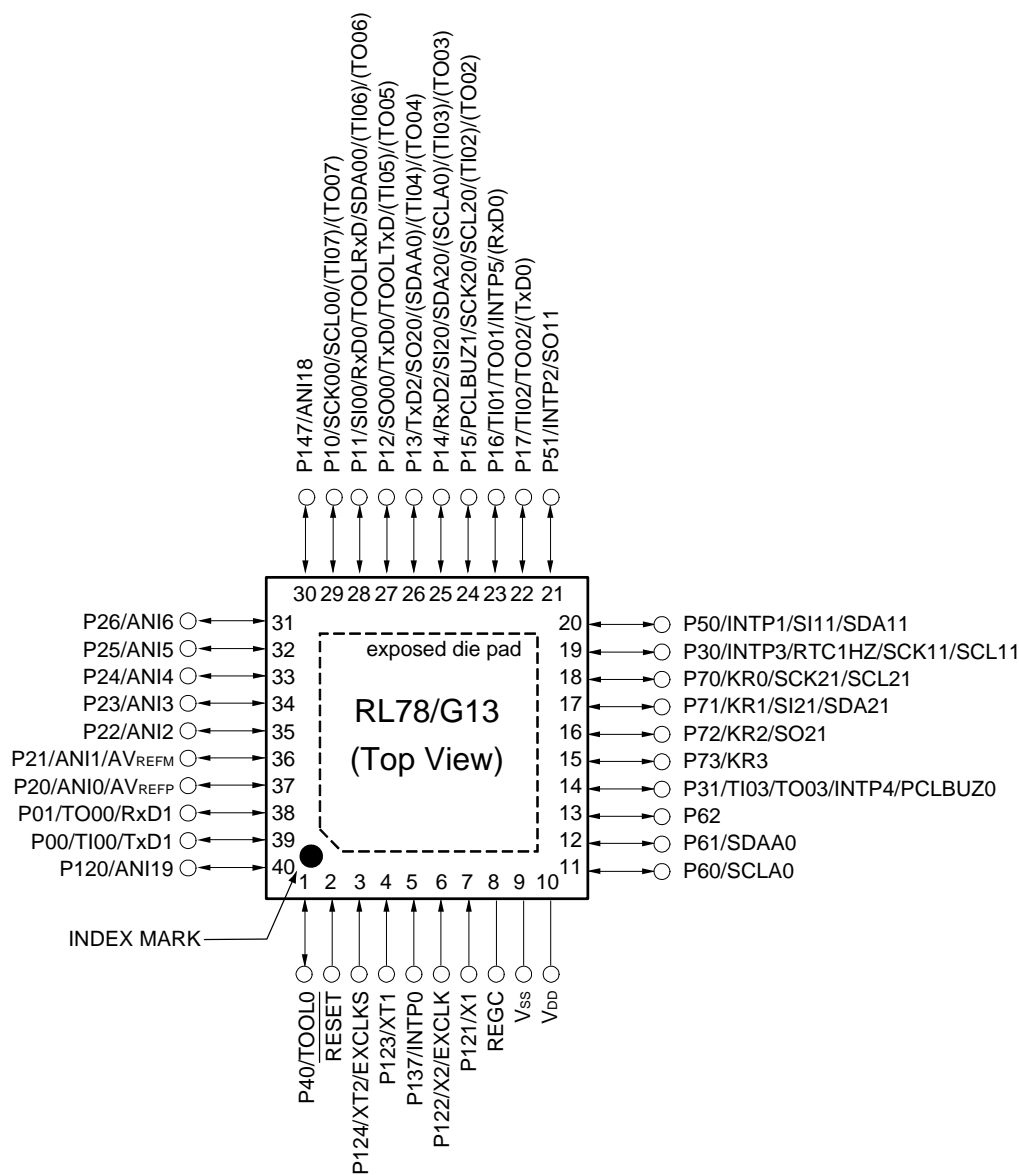 P147/ANI18
P10/SCK00/SCL00/(TI07)/(TO07)
P11/SI00/RxD0/TOOLRxD/SDA00/(TI06)/(TO06)
P12/SO00/TxD0/TOOLTxD/(TI05)/(TO05)
P13/TxD2/SO20/(SDAA0)/(TI04)/(TO04)
P14/RxD2/SI20/SDA20/(SCLA0)/(TI03)/(TO03)
P15/PCLBUZ1/SCK20/SCL20/(TI02)/(TO02)
P16/TI01/TO01/INTP5/(RxD0)
P17/TI02/TO02/(TxD0)
P51/INTP2/SO11
30 29 28 27 26 25 24 23 22 21
P26/ANI6 31
P25/ANI5 32
P24/ANI4 33
P23/ANI3 34
P22/ANI2 35
P21/ANI1/AVREFM 36
P20/ANI0/AVREFP 37
P01/TO00/RxD1 38
P00/TI00/TxD1 39
P120/ANI19 40
exposed die pad
RL78/G13
(Top View)
20 P50/INTP1/SI11/SDA11
19 P30/INTP3/RTC1HZ/SCK11/SCL11
18 P70/KR0/SCK21/SCL21
17 P71/KR1/SI21/SDA21
16 P72/KR2/SO21
15 P73/KR3
14 P31/TI03/TO03/INTP4/PCLBUZ0
13 P62
12 P61/SDAA0
11 P60/SCLA0
1 2 3 4 5 6 7 8 9 10
INDEX MARK
P40/TOOL0
RESET
P124/XT2/EXCLKS
P123/XT1
P137/INTP0
P122/X2/EXCLK
P121/X1
REGC
VSS
VDD